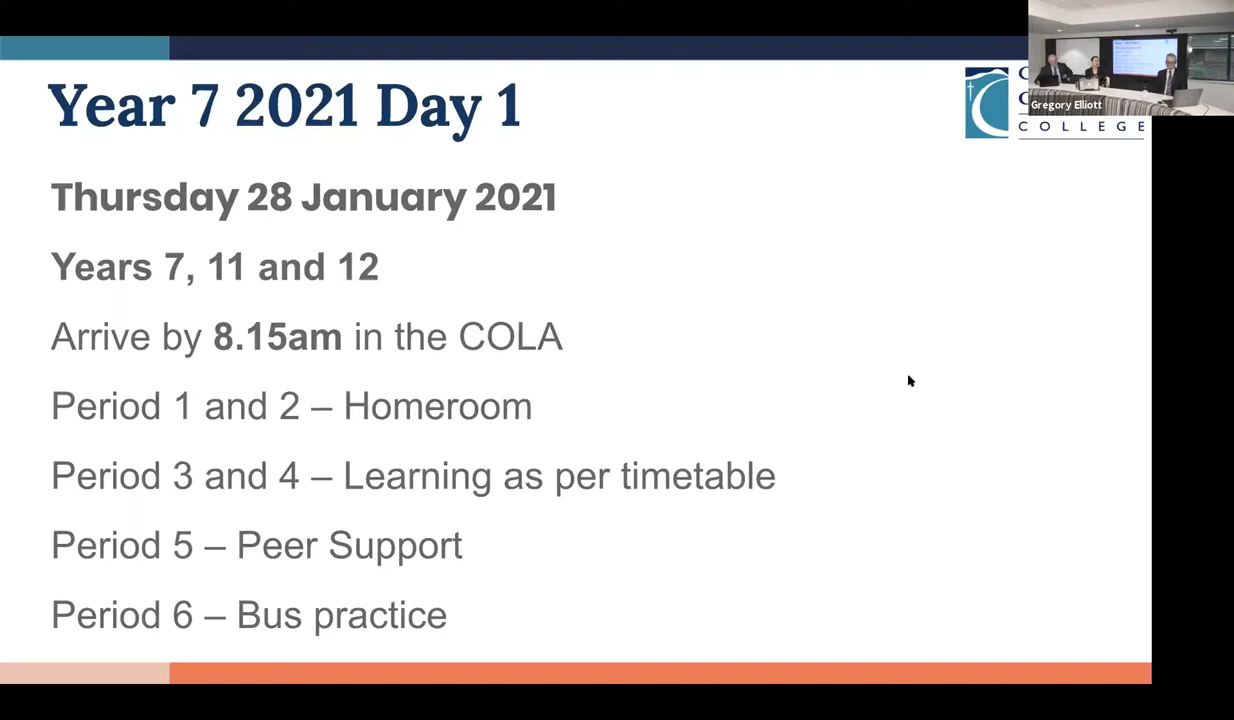 Year 7 2021 Day 1
Thursday 28 January 2021
Years 7, 11 and 12
Arrive by 8.15am in the COLA
Period 1 and 2 – Homeroom
Period 3 and 4 – Learning as per timetable
Period 5 – Peer Support
Period 6 – Bus practice
COLLEGE
Gregory Elliott